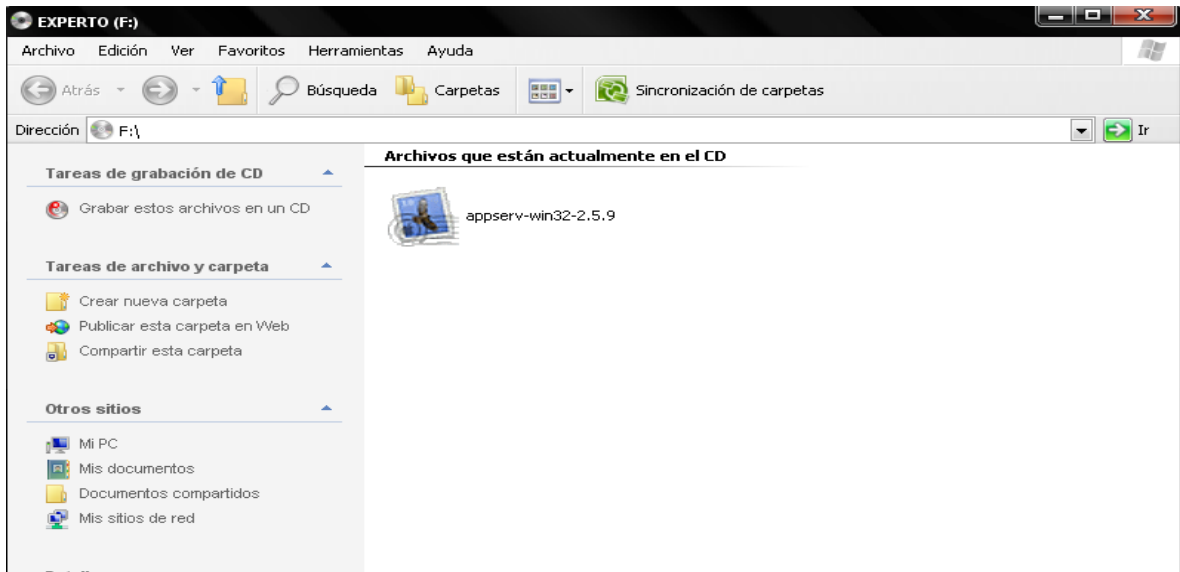 EXPERTO (F:)
Archivo Edición Ver Favoritos Herramientas Ayuda
Atrás Búsqueda Carpetas Sincronización de carpetas
Dirección F:\ Ir
Tareas de grabación de CD
Grabar estos archivos en un CD
Tareas de archivo y carpeta
Crear nueva carpeta
Publicar esta carpeta en Web
Compartir esta carpeta
Otros sitios
Mi PC
Mis documentos
Documentos compartidos
Mis sitios de red
Archivos que están actualmente en el CD
appserv-win32-2.5.9